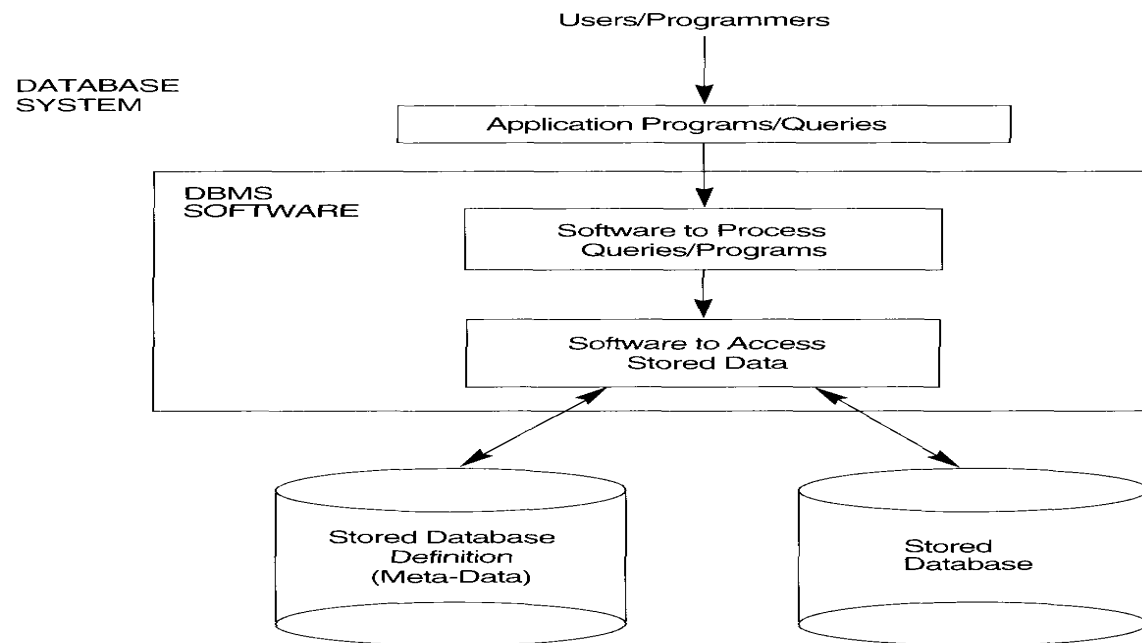 Users/Programmers
DATABASE
SYSTEM
Application Programs/Queries
DBMS
SOFTWARE
Software to Process
Queries/Programs
Software to Access
Stored Data
Stored Database
Definition
(Meta-Data)
Stored
Database